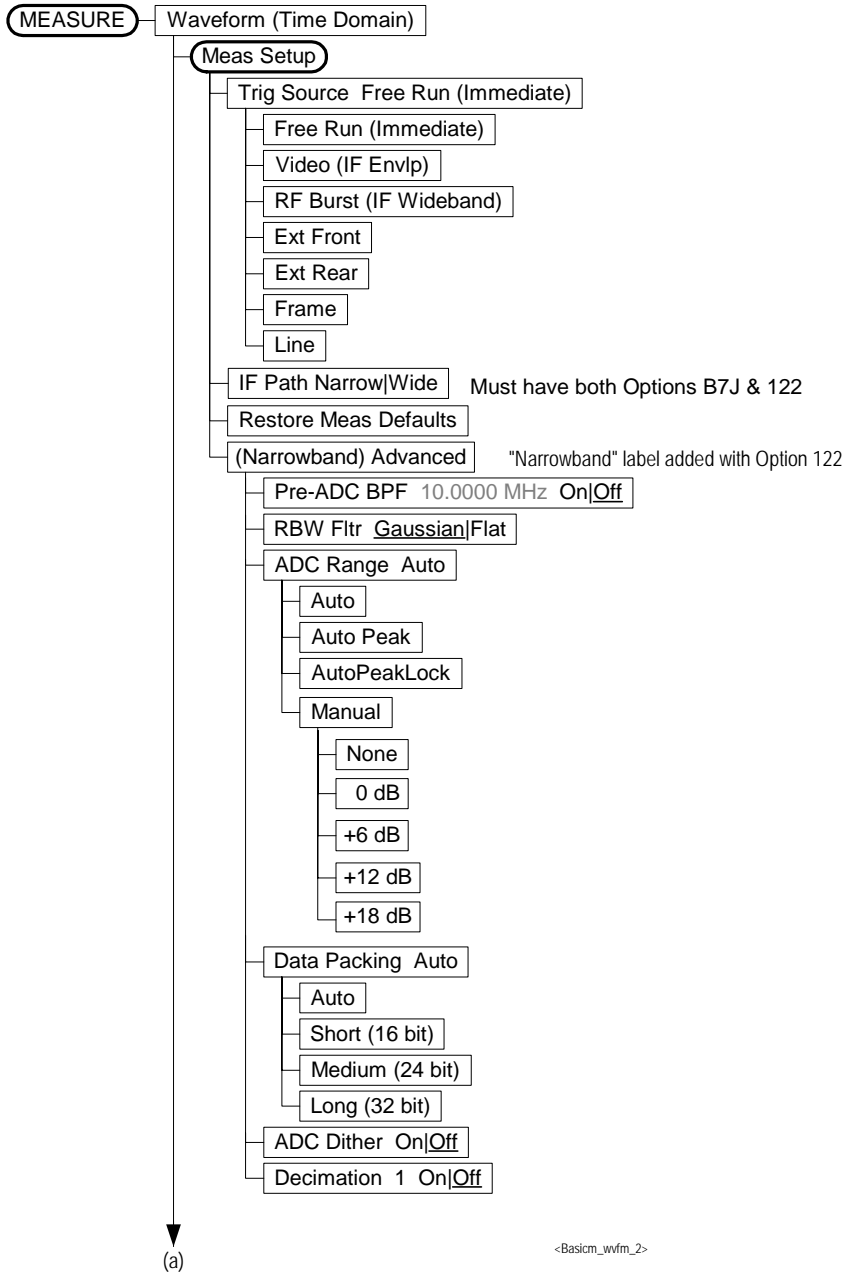 MEASURE Waveform (Time Domain)
Meas Setup
Trig Source Free Run (Immediate)
Free Run (Immediate)
Video (IF Envlp)
RF Burst (IF Wideband)
Ext Front
Ext Rear
Frame
Line
IF Path Narrow|Wide Must have both Options B7J & 122
Restore Meas Defaults
(Narrowband) Advanced "Narrowband" label added with Option 122
Pre-ADC BPF 10.0000 MHz On|Off
RBW Fltr Gaussian|Flat
ADC Range Auto
Auto
Auto Peak
AutoPeakLock
Manual
None
0 dB
+6 dB
+12 dB
+18 dB
Data Packing Auto
Auto
Short (16 bit)
Medium (24 bit)
Long (32 bit)
ADC Dither On|Off
Decimation 1 On|Off
(a) <Basicm_wvfm_2>